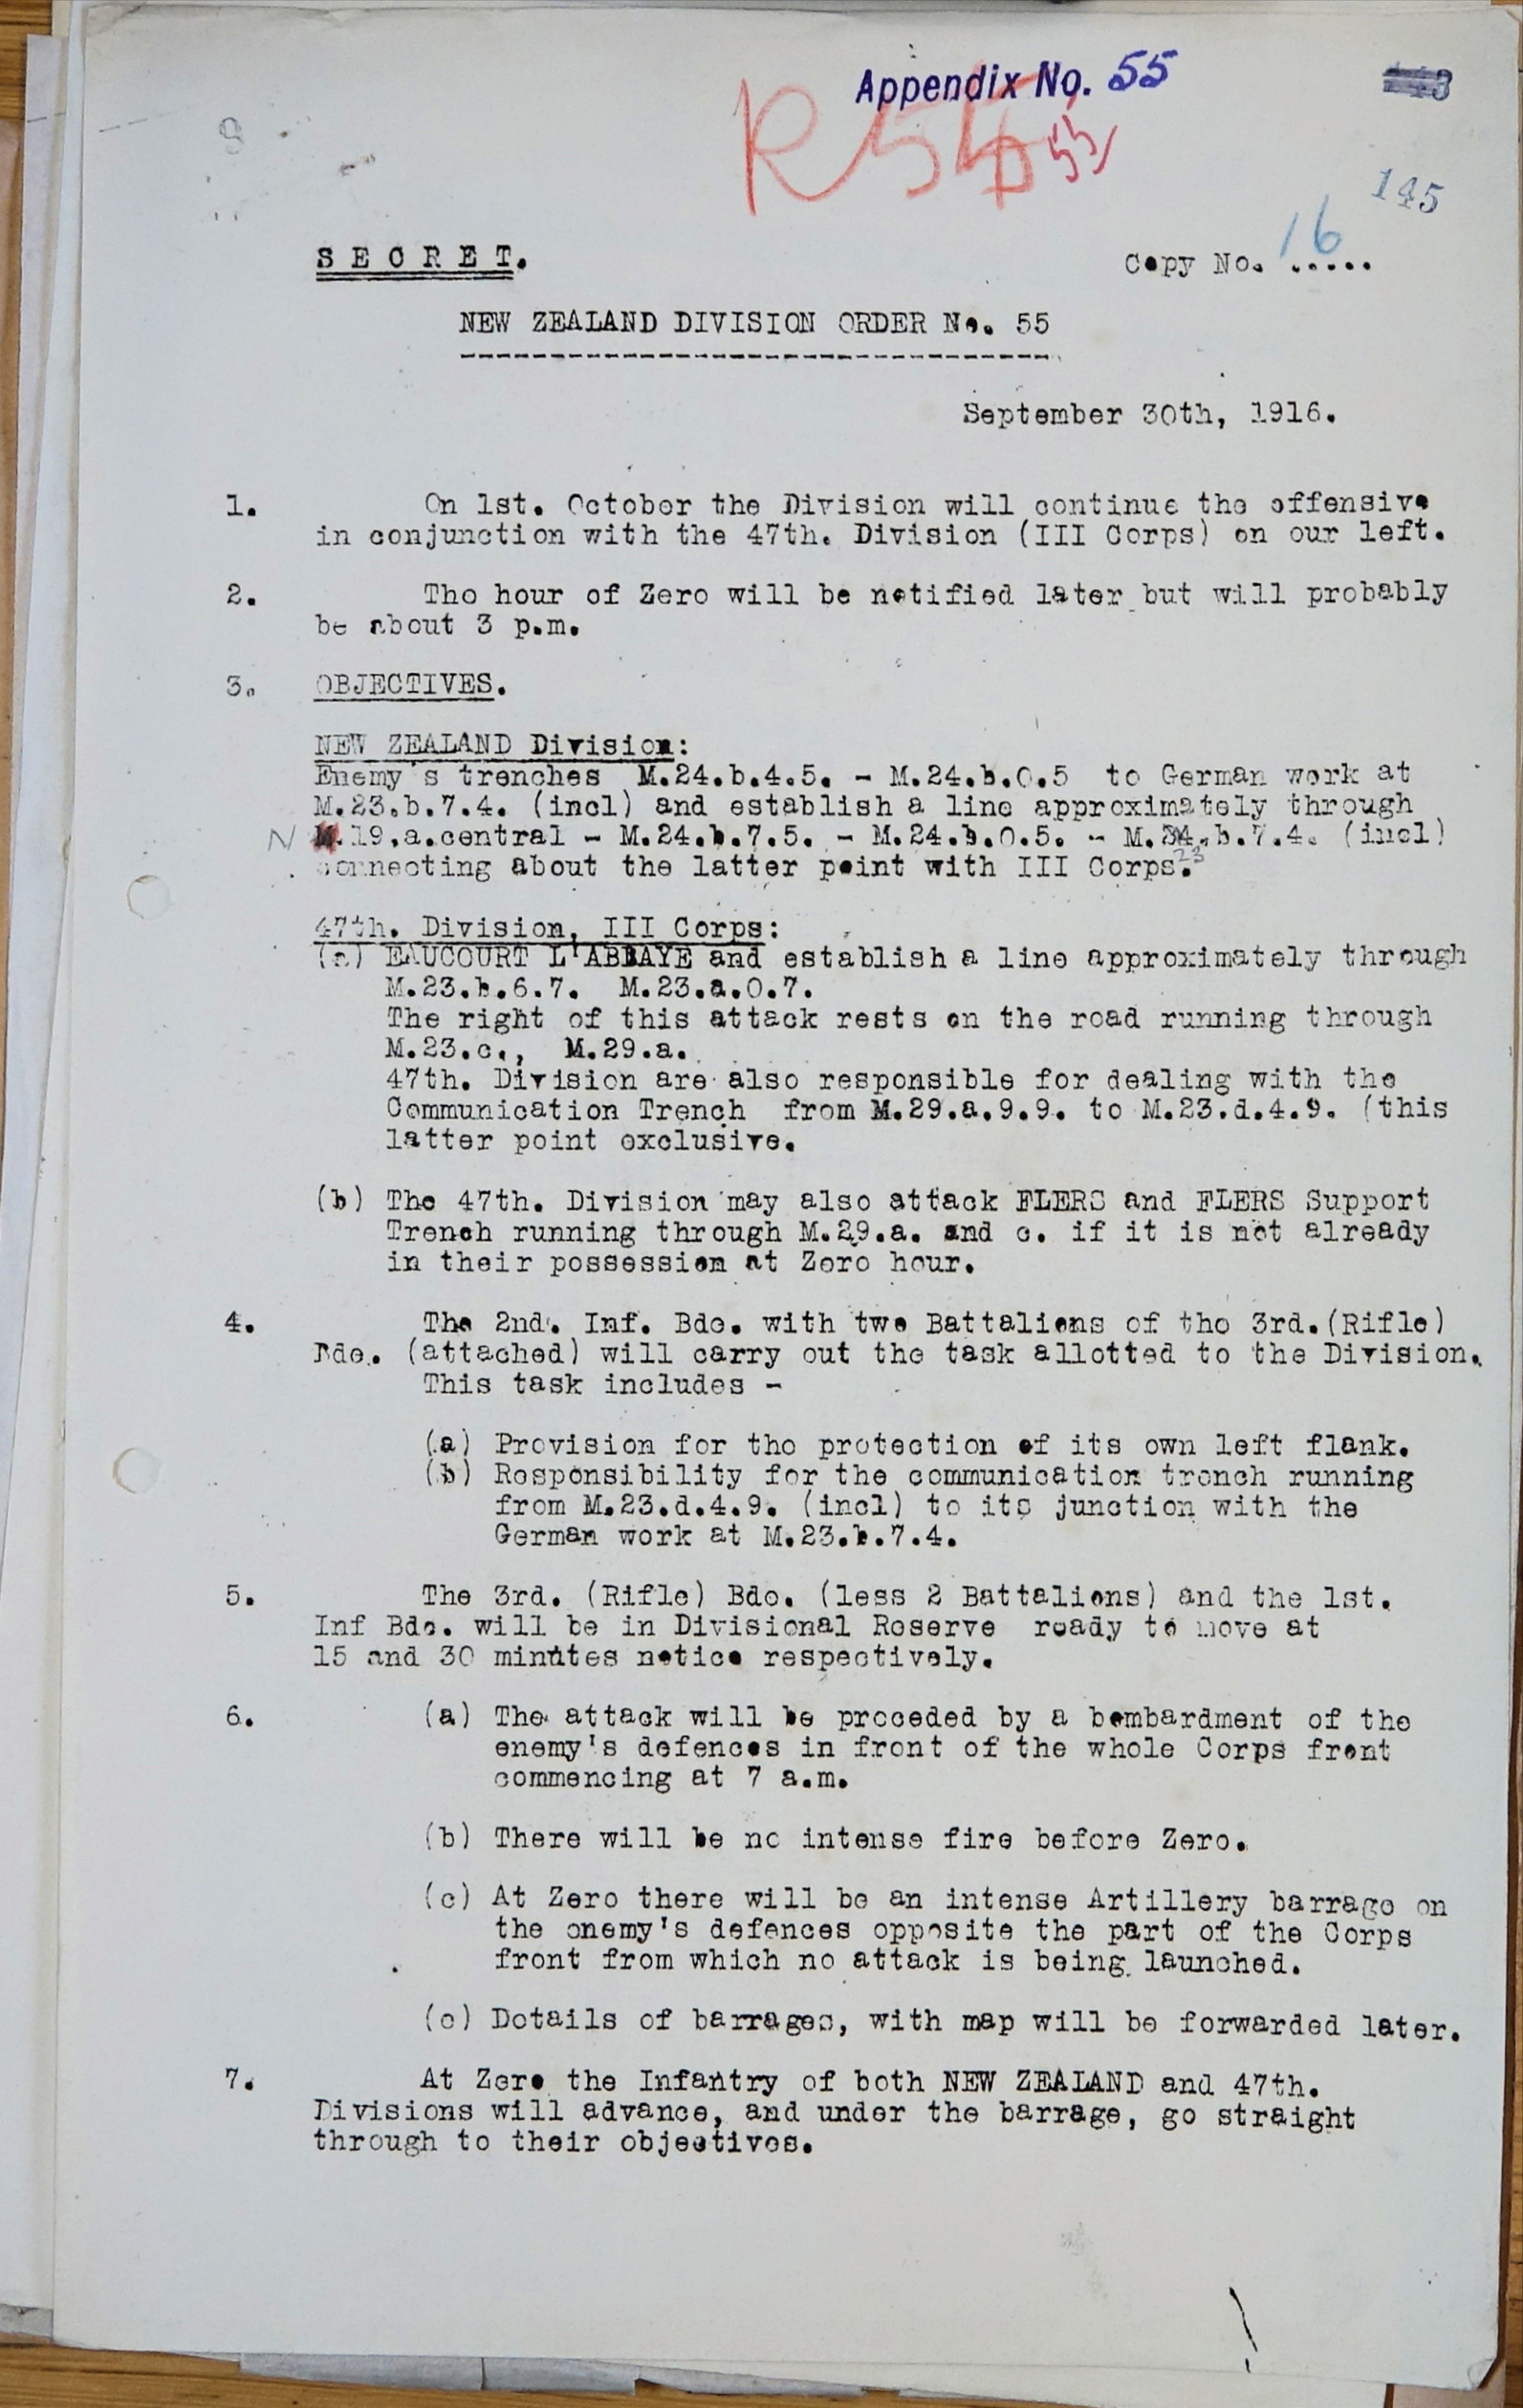 Appendix No. 55
R 55
55
145
SECRET.
Copy No. 16
NEW ZEALAND DIVISION ORDER No. 55
September 30th, 1916.
1. On 1st. October the Division will continue the offensive
in conjunction with the 47th. Division (III Corps) on our left.
2. The hour of Zero will be notified later but will probably
be about 3 p.m.
3. OBJECTIVES.
NEW ZEALAND Division:
Enemy's trenches M.24.b.4.5. - M.24.b.0.5 to German work at
M.23.b.7.4. (incl) and establish a line approximately through
N M.19.a.central - M.24.b.7.5. - M.24.b.0.5. - M.24.b.7.4. (incl)
23
connecting about the latter point with III Corps.
47th. Division, III Corps:
(a) EAUCOURT L'ABBAYE and establish a line approximately through
M.23.b.6.7. M.23.a.0.7.
The right of this attack rests on the road running through
M.23.c., M.29.a.
47th. Division are also responsible for dealing with the
Communication Trench from M.29.a.9.9. to M.23.d.4.9. (this
latter point exclusive.
(b) The 47th. Division may also attack FLERS and FLERS Support
Trench running through M.29.a. and c. if it is not already
in their possession at Zero hour.
4. The 2nd. Inf. Bde. with two Battalions of the 3rd.(Rifle)
Bde. (attached) will carry out the task allotted to the Division.
This task includes -
(a) Provision for the protection of its own left flank.
(b) Responsibility for the communication trench running
from M.23.d.4.9. (incl) to its junction with the
German work at M.23.b.7.4.
5. The 3rd. (Rifle) Bde. (less 2 Battalions) and the 1st.
Inf Bde. will be in Divisional Reserve ready to move at
15 and 30 minutes notice respectively.
6. (a) The attack will be preceded by a bombardment of the
enemy's defences in front of the whole Corps front
commencing at 7 a.m.
(b) There will be no intense fire before Zero.
(c) At Zero there will be an intense Artillery barrage on
the enemy's defences opposite the part of the Corps
front from which no attack is being launched.
(e) Details of barrages, with map will be forwarded later.
7. At Zero the Infantry of both NEW ZEALAND and 47th.
Divisions will advance, and under the barrage, go straight
through to their objectives.